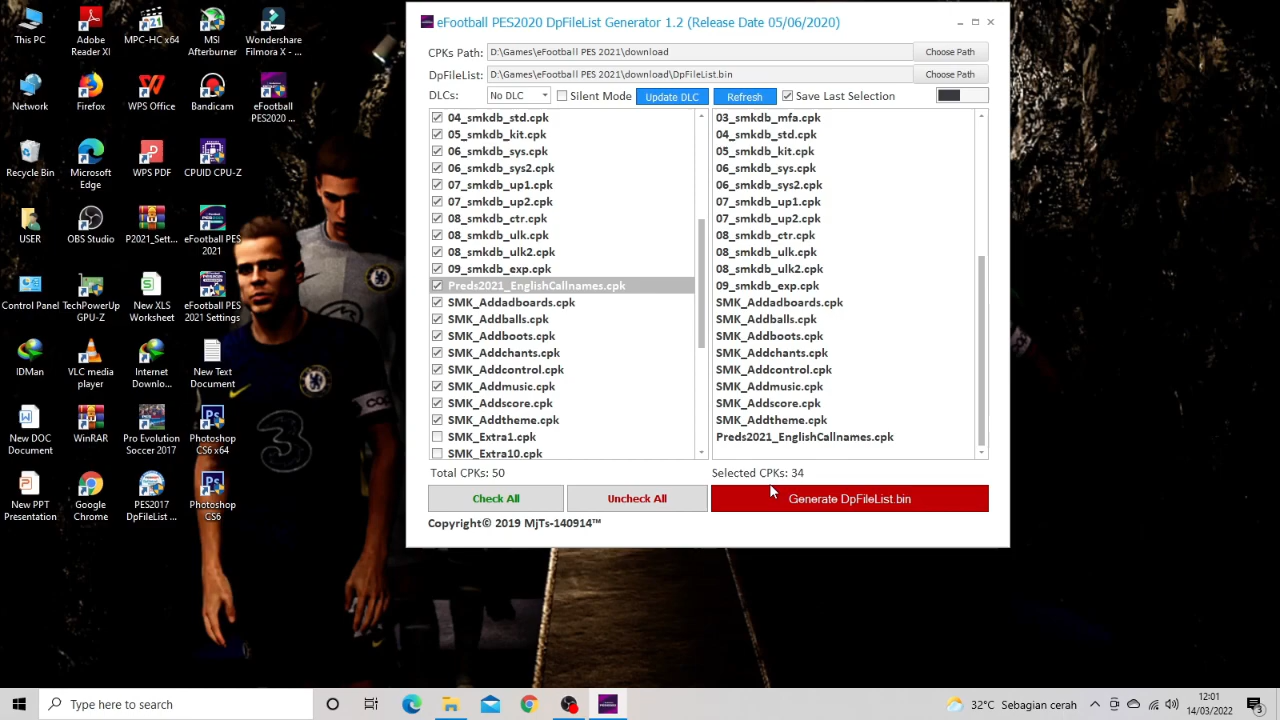 This PC
Adobe
Reader XI
MPC-HC x64
MSI
Afterburner
Wondershare
Filmora X - ...
Network
Firefox
WPS Office
Bandicam
eFootball
PES2020 ...
Recycle Bin
Microsoft
Edge
WPS PDF
CPUID CPU-Z
USER
OBS Studio
P2021_Sett...
eFootball PES
2021
Control Panel
TechPowerUp
GPU-Z
New XLS
Worksheet
eFootball PES
2021 Settings
IDMan
VLC media
player
Internet
Downlo...
New Text
Document
New DOC
Document
WinRAR
Pro Evolution
Soccer 2017
Photoshop
CS6 x64
New PPT
Presentation
Google
Chrome
PES2017
DpFileList ...
Photoshop
CS6
eFootball PES2020 DpFileList Generator 1.2 (Release Date 05/06/2020)
CPKs Path: D:\Games\eFootball PES 2021\download Choose Path
DpFileList: D:\Games\eFootball PES 2021\download\DpFileList.bin Choose Path
DLCs: No DLC Silent Mode Update DLC Refresh Save Last Selection
04_smkdb_std.cpk
05_smkdb_kit.cpk
06_smkdb_sys.cpk
06_smkdb_sys2.cpk
07_smkdb_up1.cpk
07_smkdb_up2.cpk
08_smkdb_ctr.cpk
08_smkdb_ulk.cpk
08_smkdb_ulk2.cpk
09_smkdb_exp.cpk
Preds2021_EnglishCallnames.cpk
SMK_Addadboards.cpk
SMK_Addballs.cpk
SMK_Addboots.cpk
SMK_Addchants.cpk
SMK_Addcontrol.cpk
SMK_Addmusic.cpk
SMK_Addscore.cpk
SMK_Addtheme.cpk
SMK_Extra1.cpk
SMK_Extra10.cpk
03_smkdb_mfa.cpk
04_smkdb_std.cpk
05_smkdb_kit.cpk
06_smkdb_sys.cpk
06_smkdb_sys2.cpk
07_smkdb_up1.cpk
07_smkdb_up2.cpk
08_smkdb_ctr.cpk
08_smkdb_ulk.cpk
08_smkdb_ulk2.cpk
09_smkdb_exp.cpk
SMK_Addadboards.cpk
SMK_Addballs.cpk
SMK_Addboots.cpk
SMK_Addchants.cpk
SMK_Addcontrol.cpk
SMK_Addmusic.cpk
SMK_Addscore.cpk
SMK_Addtheme.cpk
Preds2021_EnglishCallnames.cpk
Total CPKs: 50
Selected CPKs: 34
Check All
Uncheck All
Generate DpFileList.bin
Copyright© 2019 MjTs-140914™
3
Type here to search
32°C Sebagian cerah
12:01
14/03/2022
3